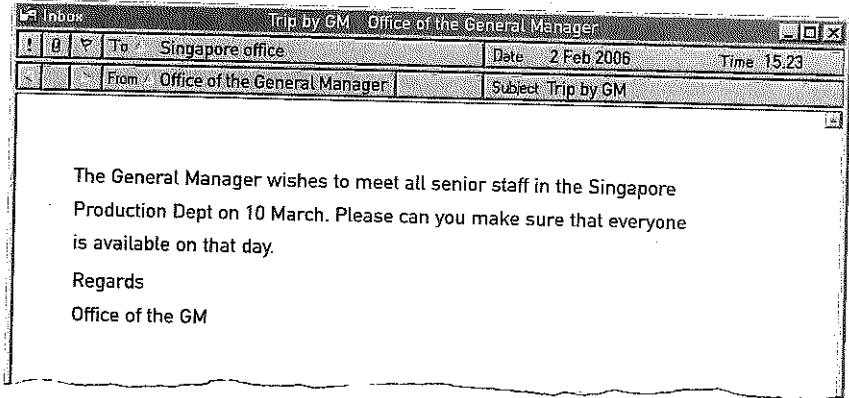 Inbox Trip by GM Office of the General Manager
! To Singapore office Date 2 Feb 2006 Time 15.23
From Office of the General Manager Subject Trip by GM
The General Manager wishes to meet all senior staff in the Singapore
Production Dept on 10 March. Please can you make sure that everyone
is available on that day.
Regards
Office of the GM